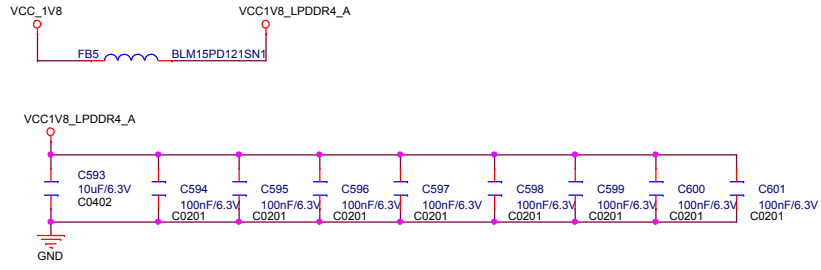 VCC_1V8
VCC1V8_LPDDR4_A
FB5
BLM15PD121SN1
VCC1V8_LPDDR4_A
C593
10uF/6.3V
C0402
C594
100nF/6.3V
C0201
C595
100nF/6.3V
C0201
C596
100nF/6.3V
C0201
C597
100nF/6.3V
C0201
C598
100nF/6.3V
C0201
C599
100nF/6.3V
C0201
C600
100nF/6.3V
C0201
C601
100nF/6.3V
C0201
GND